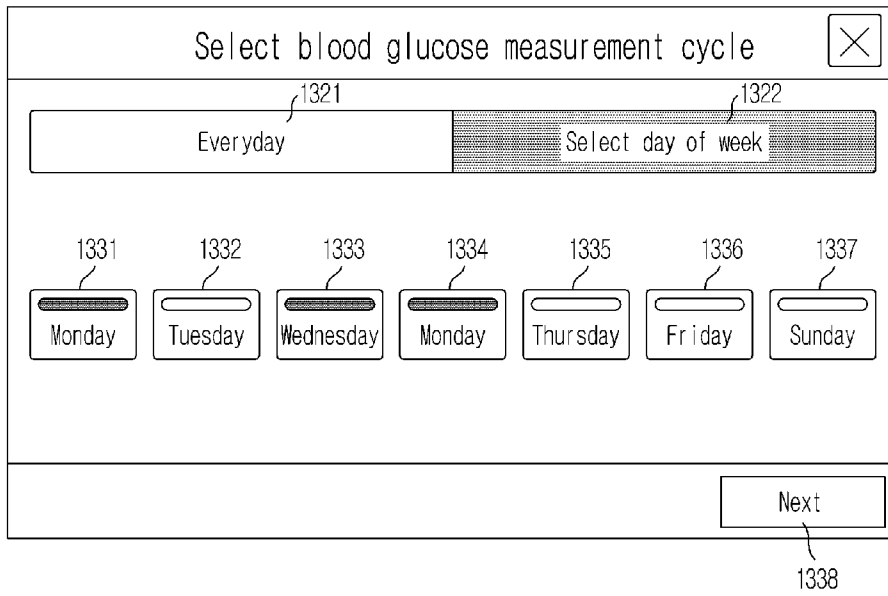 Select blood glucose measurement cycle
1321 1322
Everyday Select day of week
1331 1332 1333 1334 1335 1336 1337
Monday Tuesday Wednesday Monday Thursday Friday Sunday
Next
1338